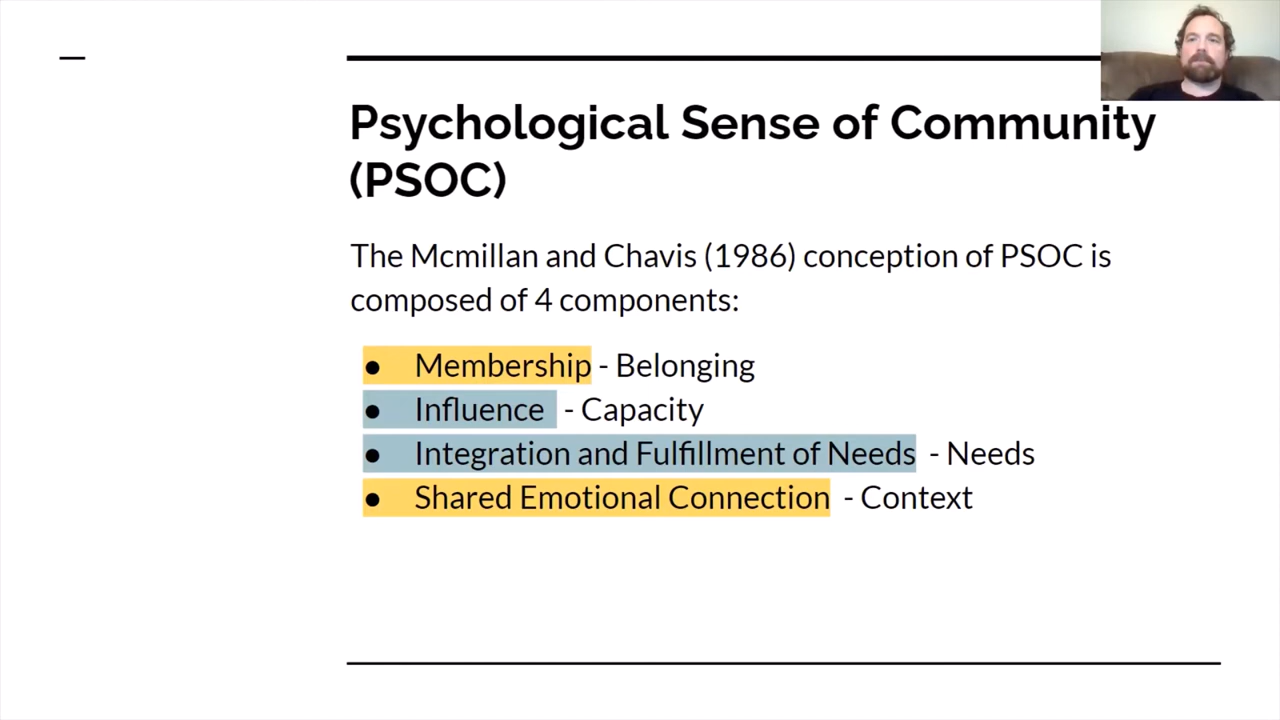 Psychological Sense of Community
(PSOC)
The Mcmillan and Chavis (1986) conception of PSOC is
composed of 4 components:
● Membership - Belonging
● Influence - Capacity
● Integration and Fulfillment of Needs - Needs
● Shared Emotional Connection - Context